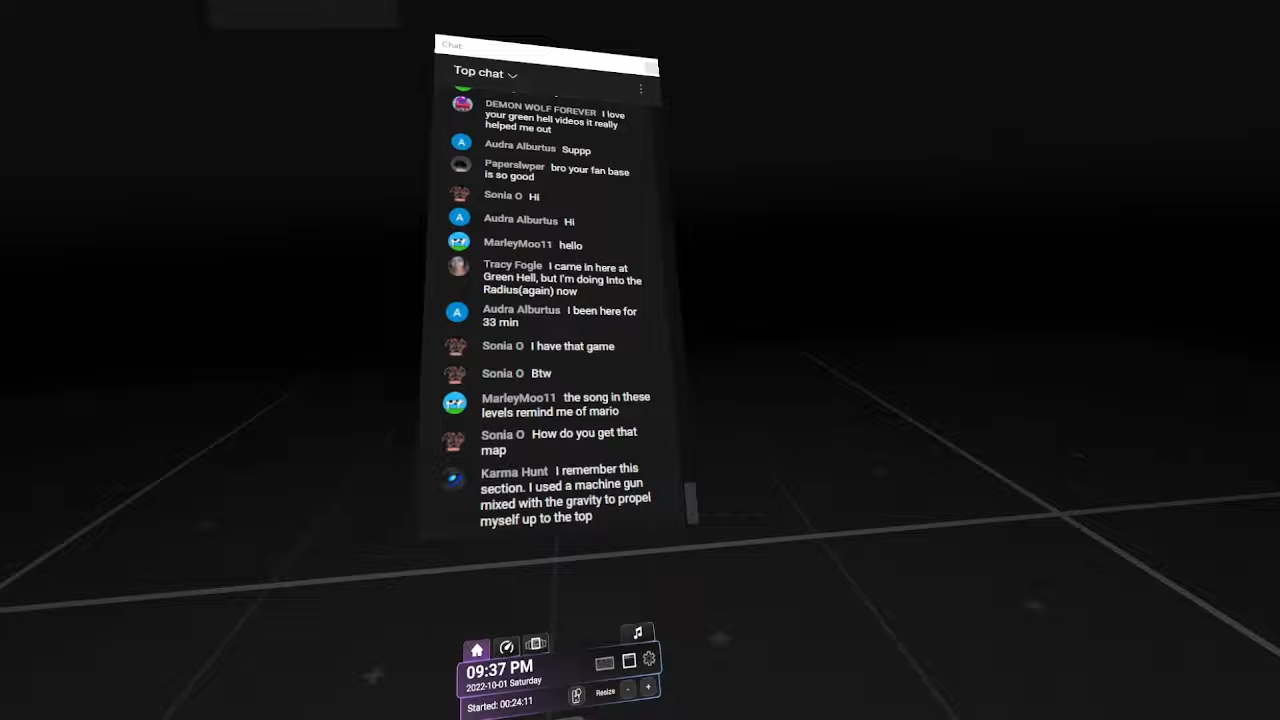 Chat
Top chat
DEMON WOLF FOREVER I love
your green hell videos it really
helped me out
Audra Alburtus Suppp
Paperslwper bro your fan base
is so good
Sonia O Hi
Audra Alburtus Hi
MarleyMoo11 hello
Tracy Fogle I came in here at
Green Hell, but I'm doing Into the
Radius(again) now
Audra Alburtus I been here for
33 min
Sonia O I have that game
Sonia O Btw
MarleyMoo11 the song in these
levels remind me of mario
Sonia O How do you get that
map
Karma Hunt I remember this
section. I used a machine gun
mixed with the gravity to propel
myself up to the top
09:37 PM
2022-10-01 Saturday
Started: 00:24:11
Resize - +